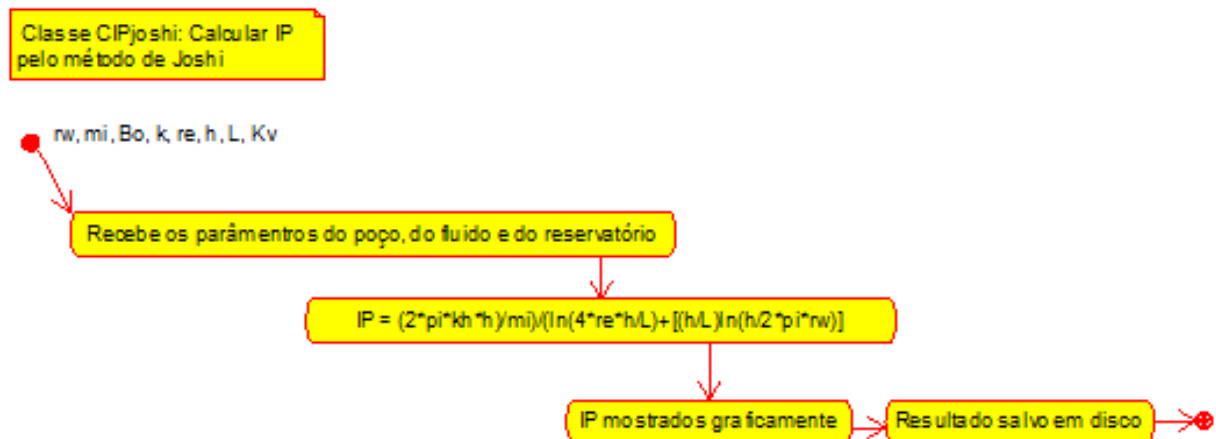 Classe CIPjoshi: Calcular IP
pelo método de Joshi
rw, mi, Bo, k, re, h, L, Kv
Recebe os parâmentros do poço, do fluido e do reservatório
IP = (2*pi*kh*h)/mi)/(ln(4*re*h/L)+[(h/L)ln(h/2*pi*rw)]
IP mostrados graficamente
Resultado salvo em disco